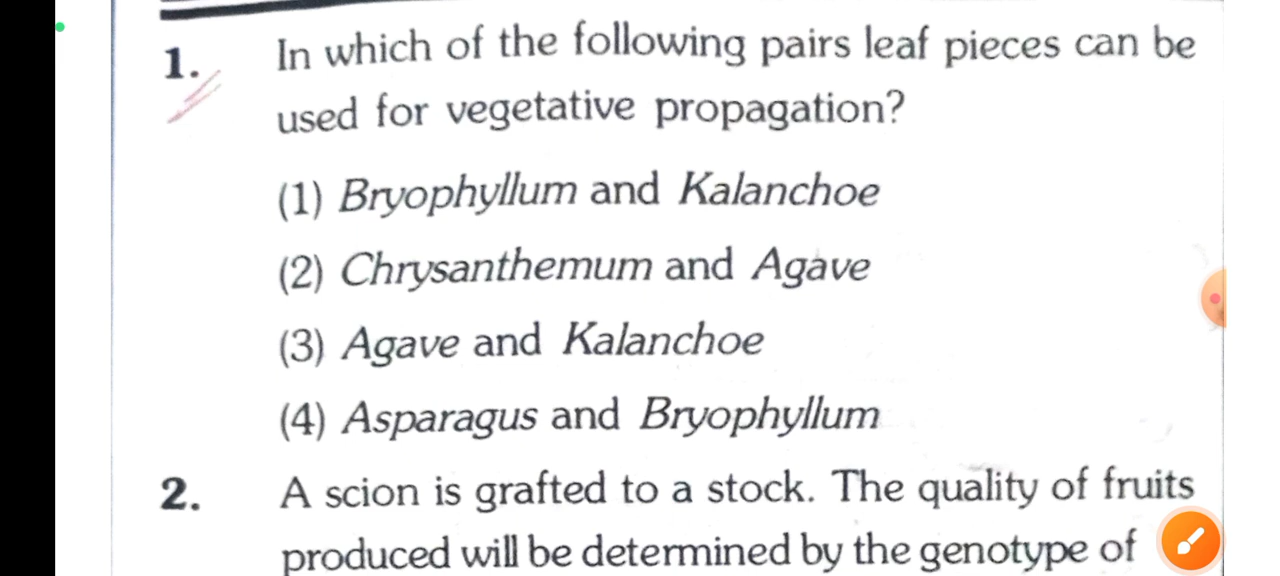 1. In which of the following pairs leaf pieces can be
used for vegetative propagation?
(1) Bryophyllum and Kalanchoe
(2) Chrysanthemum and Agave
(3) Agave and Kalanchoe
(4) Asparagus and Bryophyllum
2. A scion is grafted to a stock. The quality of fruits
produced will be determined by the genotype of